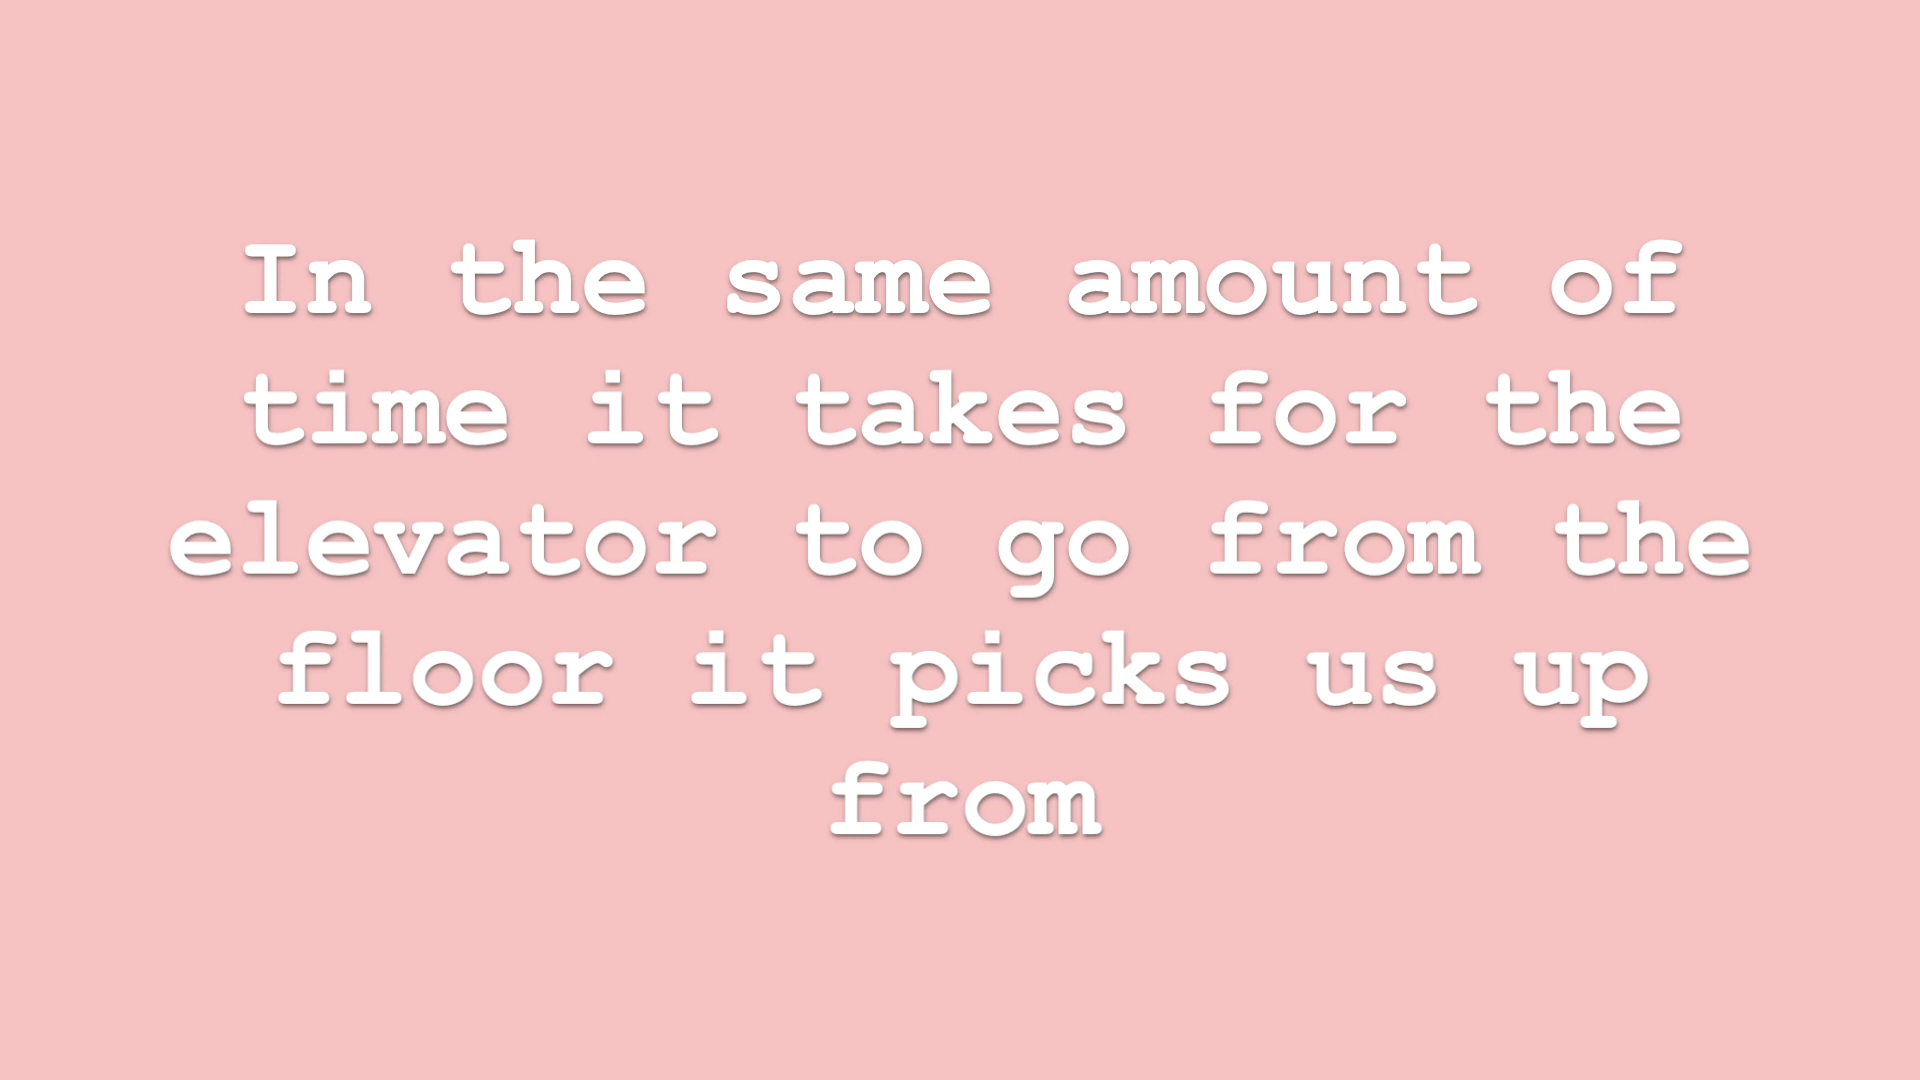 In the same amount of
time it takes for the
elevator to go from the
floor it picks us up
from